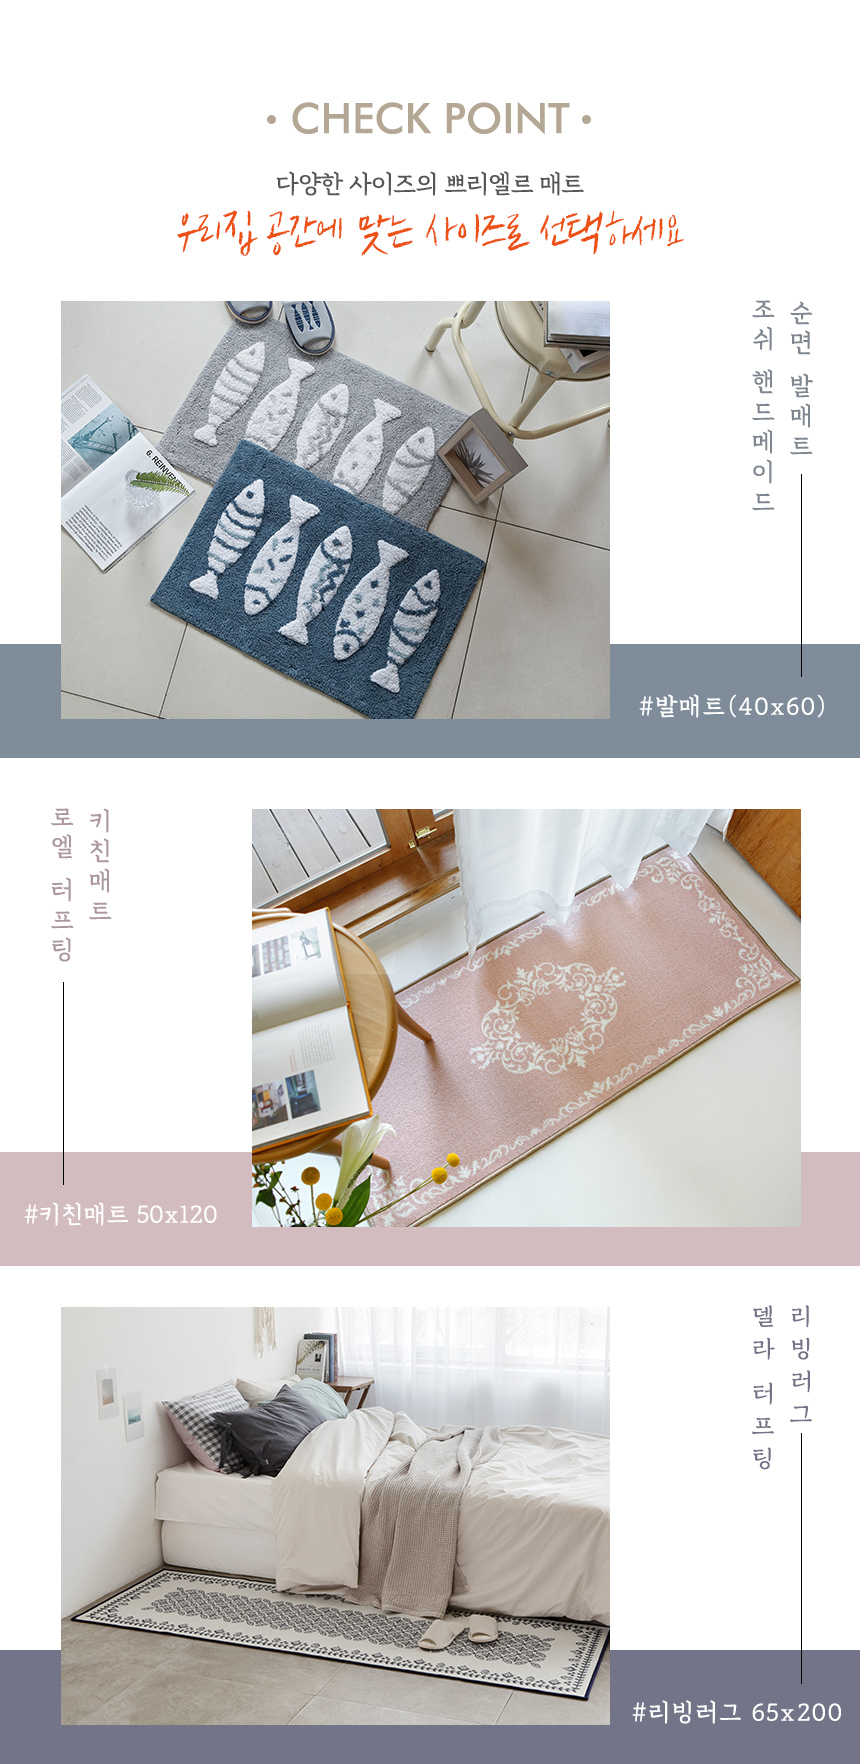 • CHECK POINT •
다양한 사이즈의 쁘리엘르 매트
우리집 공간에 맞는 사이즈로 선택하세요
순면 발매트
조쉬 핸드메이드
6. REINVEN
#발매트(40x60)
키친매트
로엘 터프팅
#키친매트 50x120
리빙러그
델라 터프팅
#리빙러그 65x200